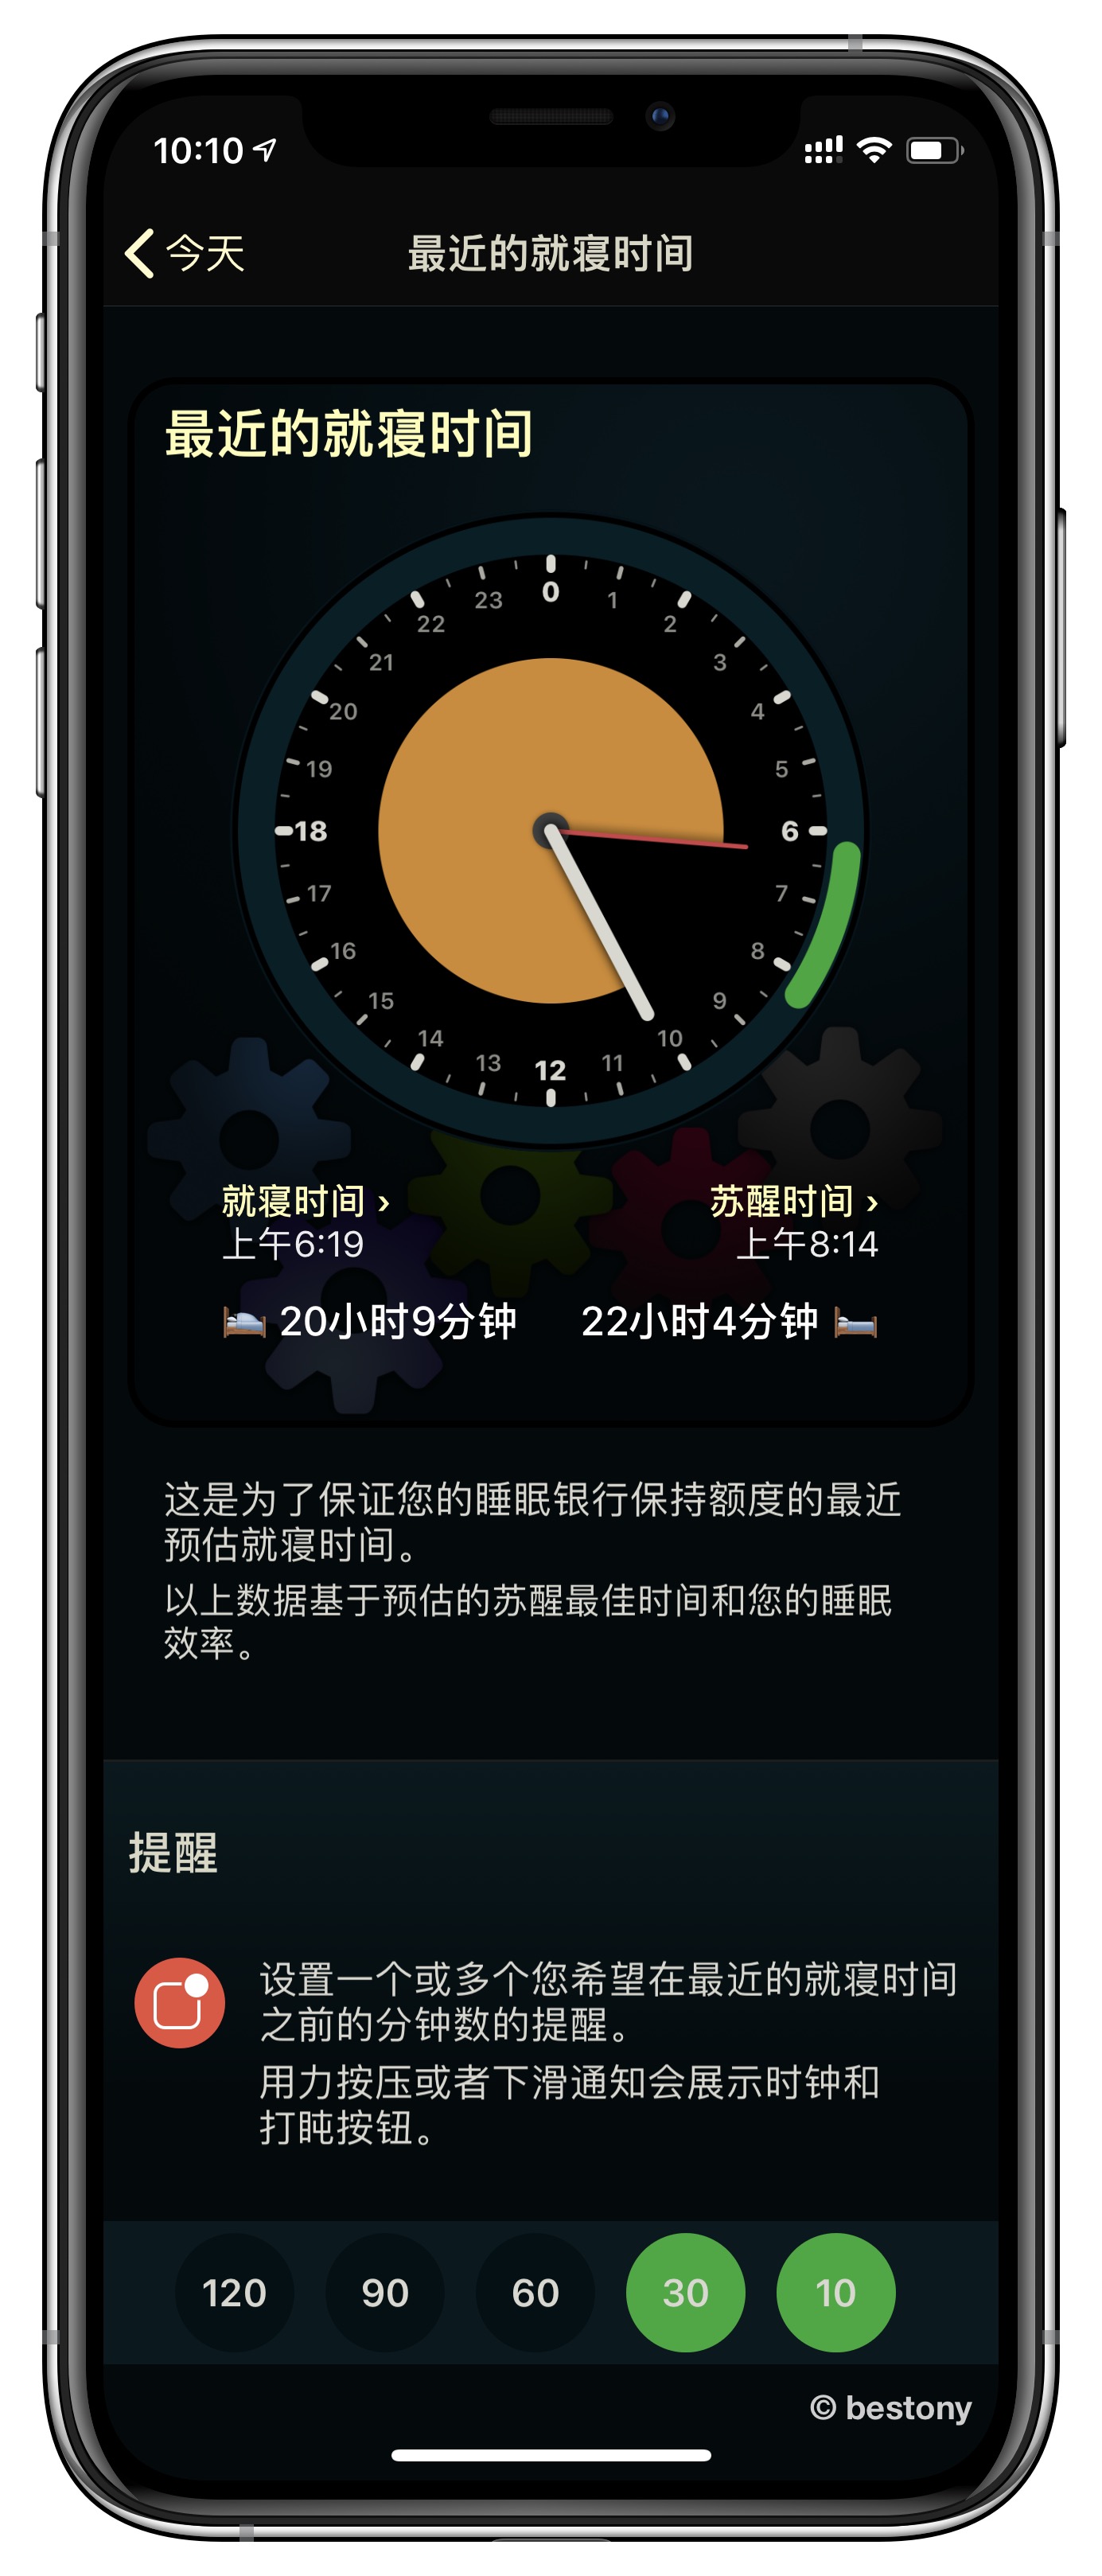 10:10
今天
最近的就寝时间
最近的就寝时间
0
1
2
3
4
5
6
7
8
9
10
11
12
13
14
15
16
17
18
19
20
21
22
23
就寝时间 ›
苏醒时间 ›
上午6:19
上午8:14
20小时9分钟
22小时4分钟
这是为了保证您的睡眠银行保持额度的最近
预估就寝时间。
以上数据基于预估的苏醒最佳时间和您的睡眠
效率。
提醒
设置一个或多个您希望在最近的就寝时间
之前的分钟数的提醒。
用力按压或者下滑通知会展示时钟和
打盹按钮。
120 90 60 30 10
© bestony